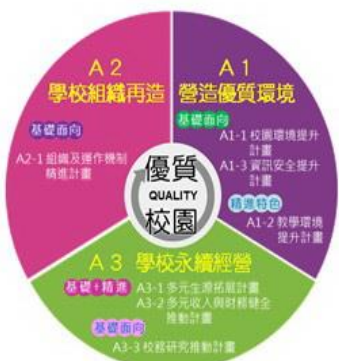 A 2
學校組織再造
基礎面向
A2-1 組織及運作機制
精進計畫
A 1
營造優質環境
基礎面向
A1-1 校園環境提升
計畫
A1-3 資訊安全提升
計畫
精進特色
A1-2 教學環境
提升計畫
優質
QUALITY
校園
A 3 學校永續經營
基礎+精進
A3-1 多元生源拓展計畫
A3-2 多元收入與財務健全
推動計畫
基礎面向
A3-3 校務研究推動計畫